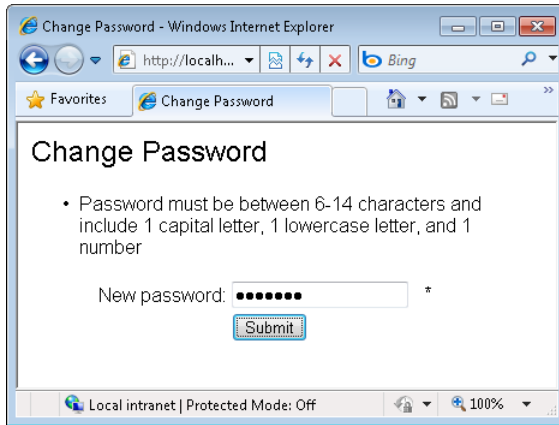 Change Password - Windows Internet Explorer
http://localh...
Bing
Favorites
Change Password
»
Change Password
• Password must be between 6-14 characters and
include 1 capital letter, 1 lowercase letter, and 1
number
New password: ●●●●●●● *
Submit
Local intranet | Protected Mode: Off
100%